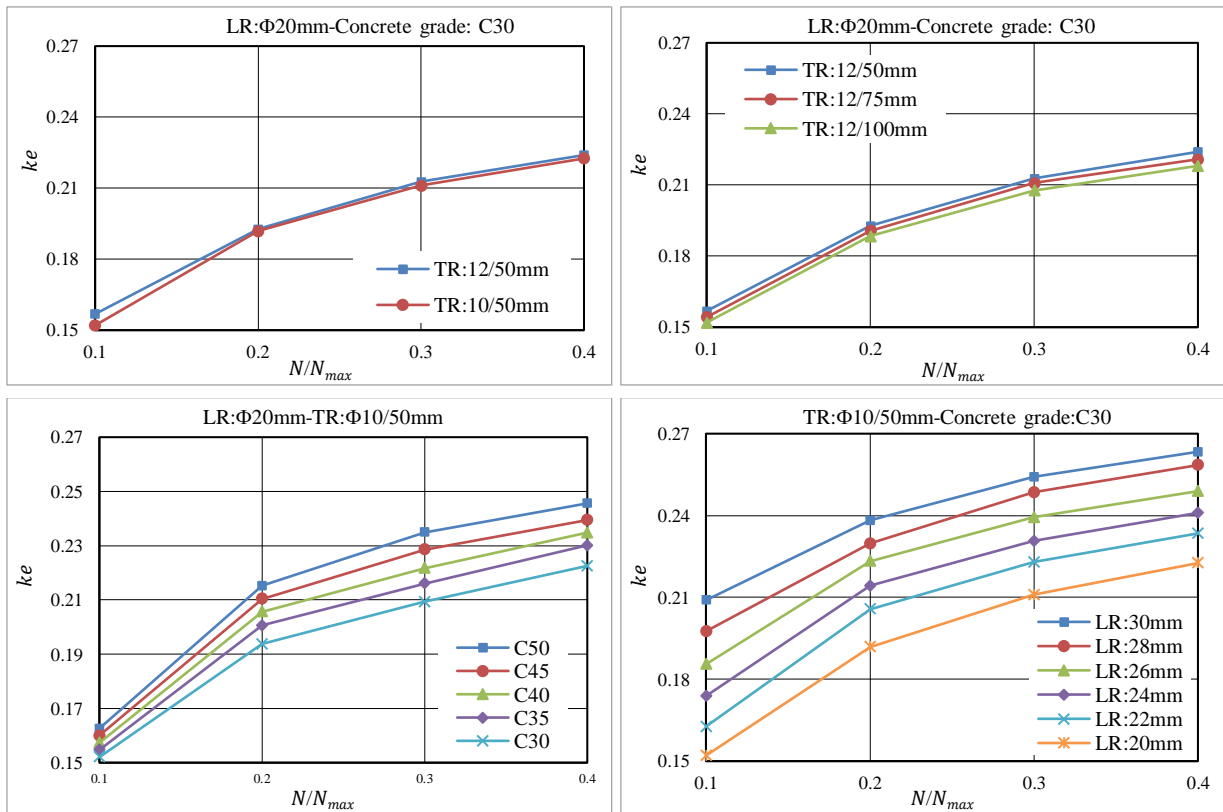 LR:Φ20mm-Concrete grade: C30
0.27
0.24
0.21
0.18
0.15
ke
TR:12/50mm
TR:10/50mm
0.1 0.2 0.3 0.4
N/Nmax
LR:Φ20mm-Concrete grade: C30
0.27
0.24
0.21
0.18
0.15
ke
TR:12/50mm
TR:12/75mm
TR:12/100mm
0.1 0.2 0.3 0.4
N/Nmax
LR:Φ20mm-TR:Φ10/50mm
0.27
0.25
0.23
0.21
0.19
0.17
0.15
ke
C50
C45
C40
C35
C30
0.1 0.2 0.3 0.4
N/Nmax
TR:Φ10/50mm-Concrete grade:C30
0.27
0.24
0.21
0.18
0.15
ke
LR:30mm
LR:28mm
LR:26mm
LR:24mm
LR:22mm
LR:20mm
0.1 0.2 0.3 0.4
N/Nmax